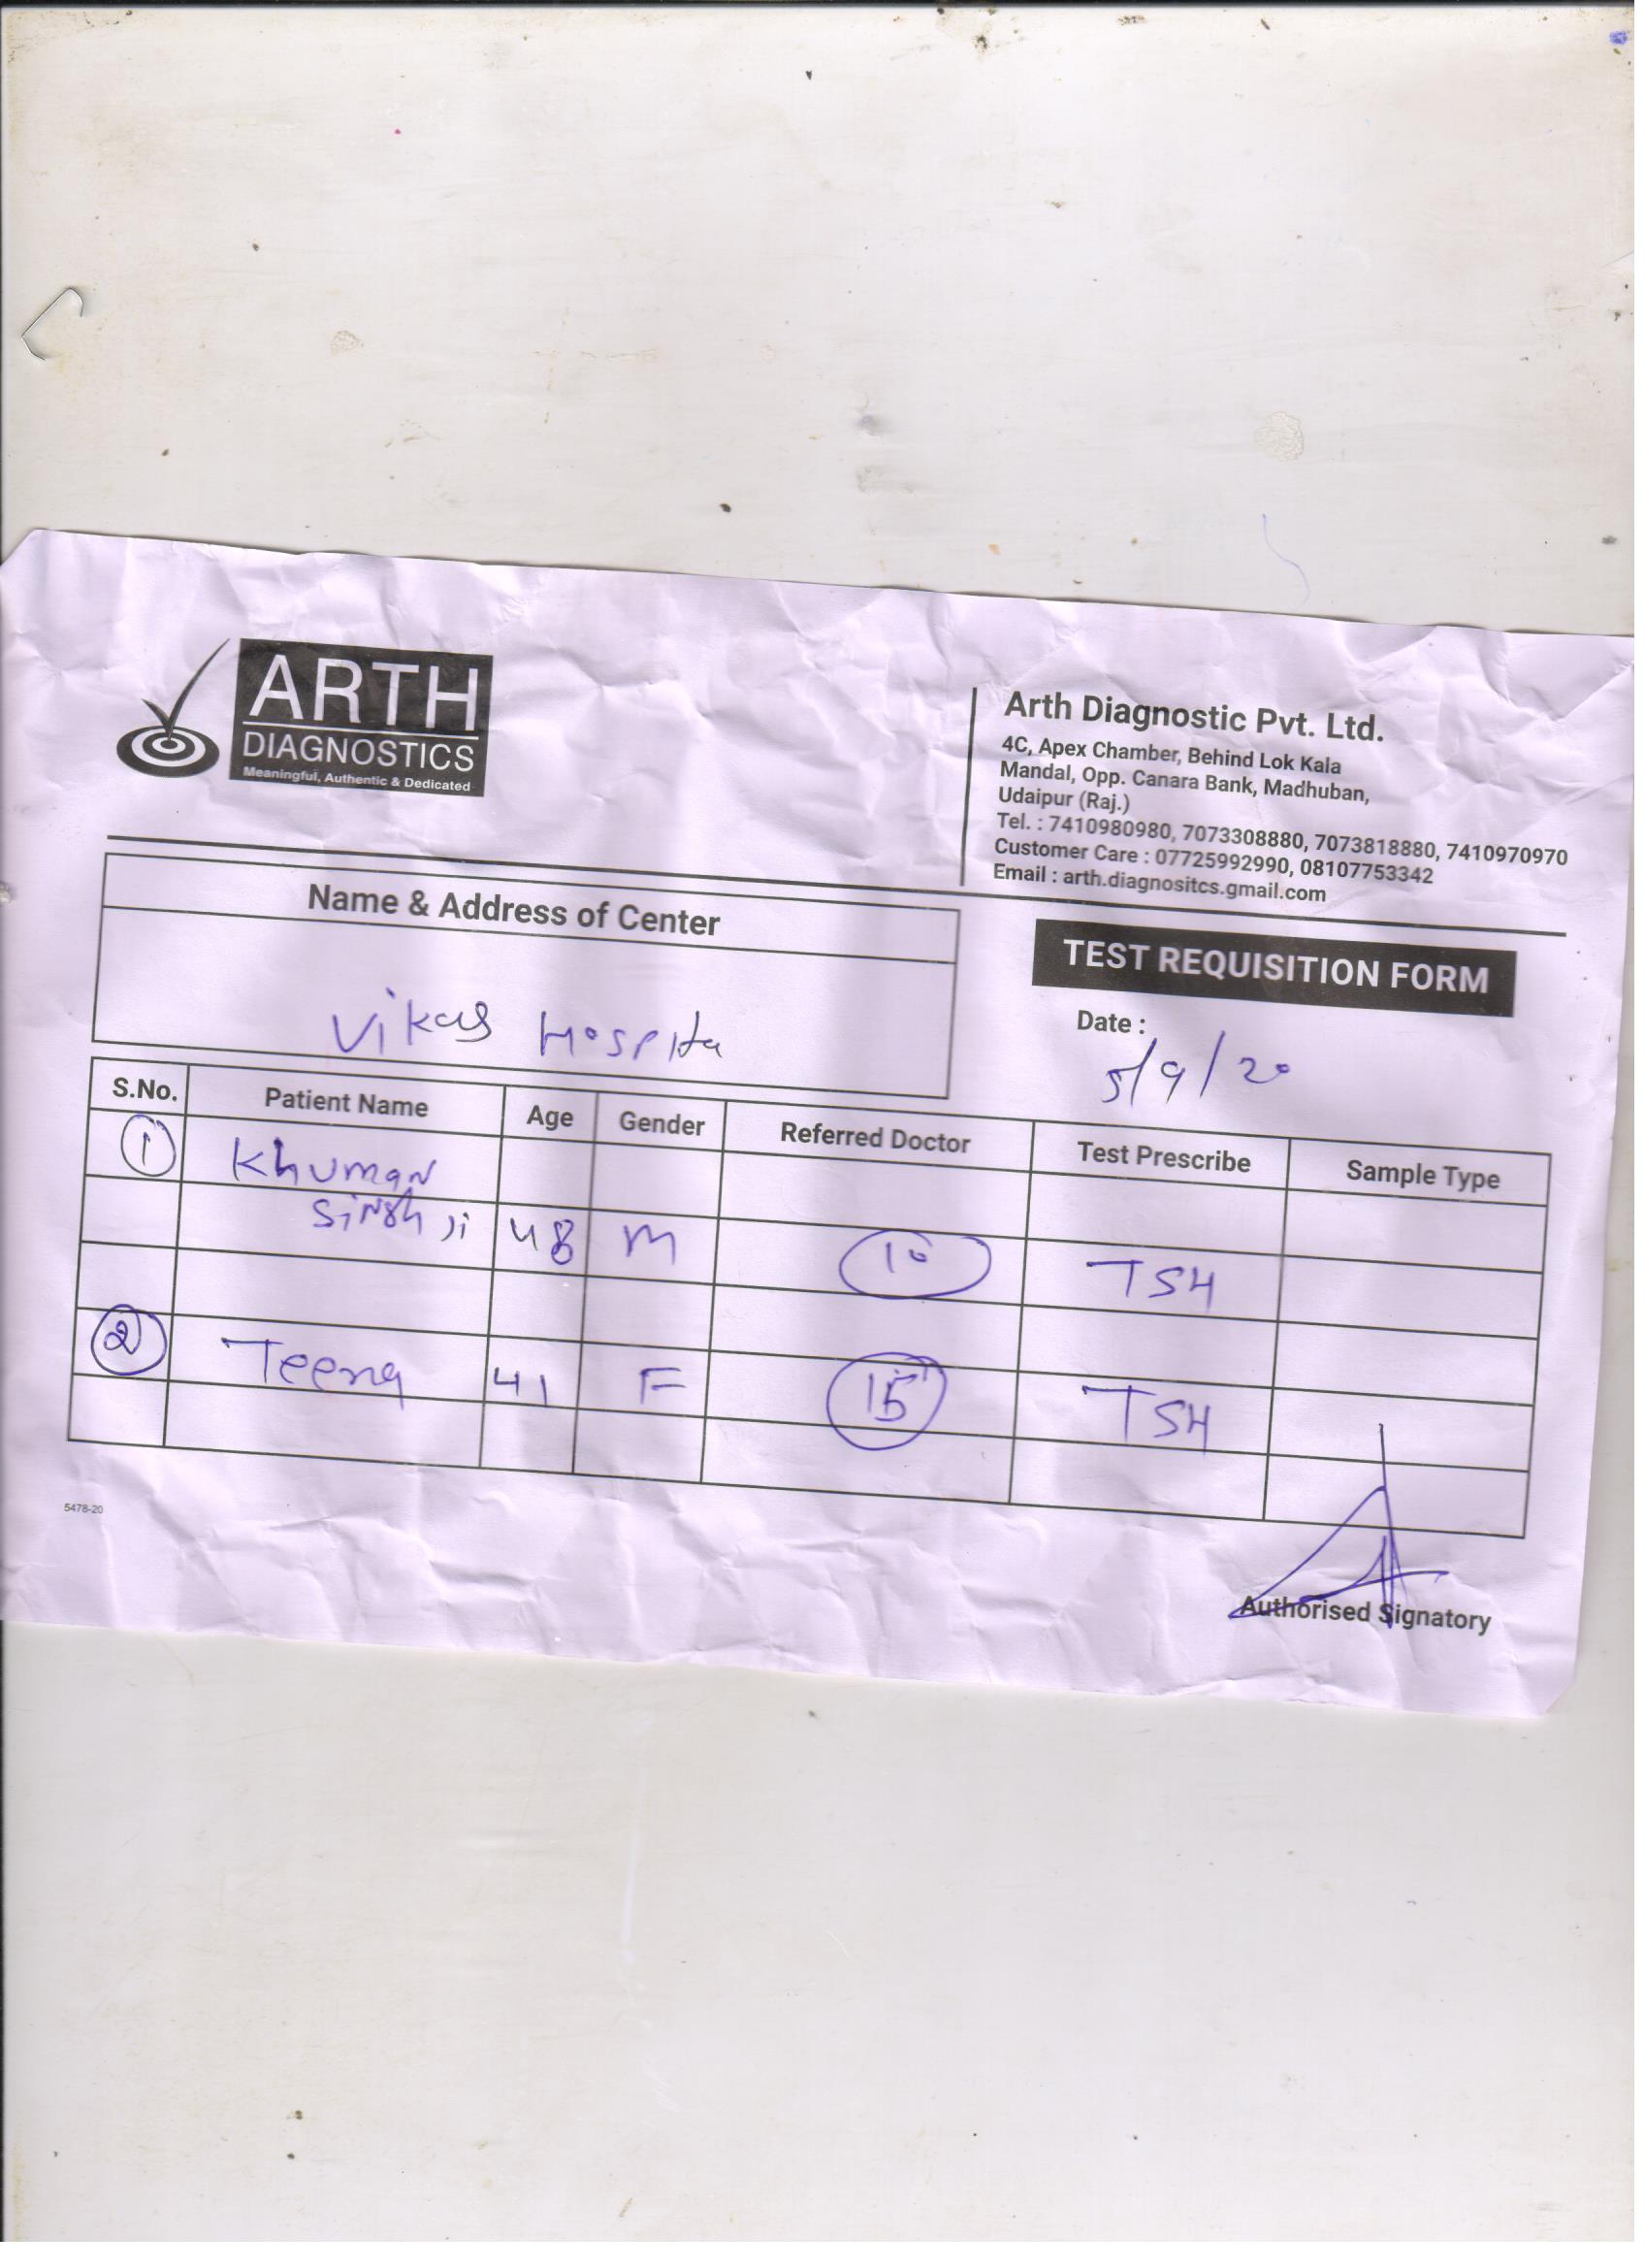 ARTH
DIAGNOSTICS
Meaningful, Authentic & Dedicated
Arth Diagnostic Pvt. Ltd.
4C, Apex Chamber, Behind Lok Kala
Mandal, Opp. Canara Bank, Madhuban,
Udaipur (Raj.)
Tel. : 7410980980, 7073308880, 7073818880, 7410970970
Customer Care : 07725992990, 08107753342
Email : arth.diagnositcs.gmail.com
Name & Address of Center
Vikas Hospita
TEST REQUISITION FORM
Date :
5/9/20
S.No. Patient Name Age Gender Referred Doctor Test Prescribe Sample Type
1 Khuman
Singh Ji 48 M 10 TSH
2 Teena 41 F 15 TSH
5478-20
Authorised Signatory